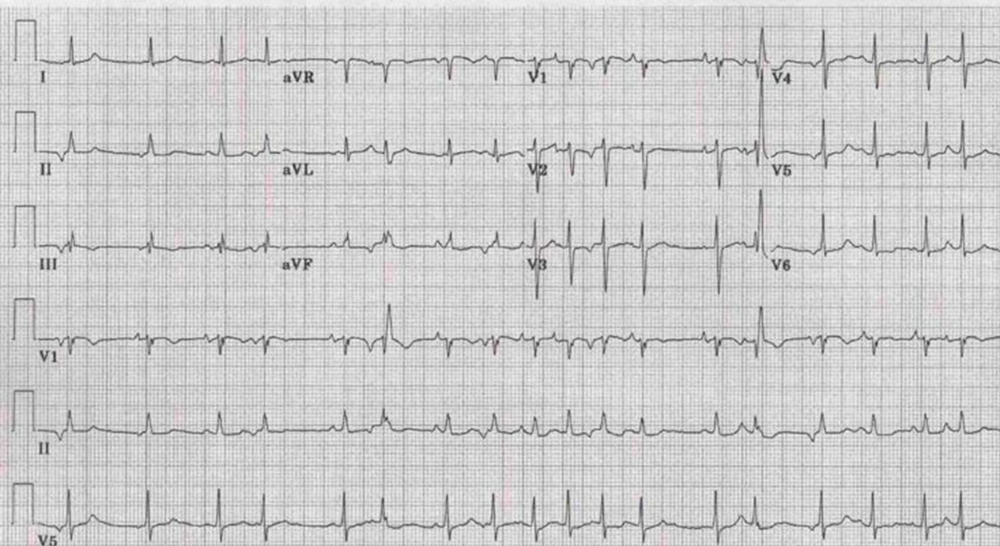 I aVR V1 V4
II aVL V2 V5
III aVF V3 V6
V1
II
V5